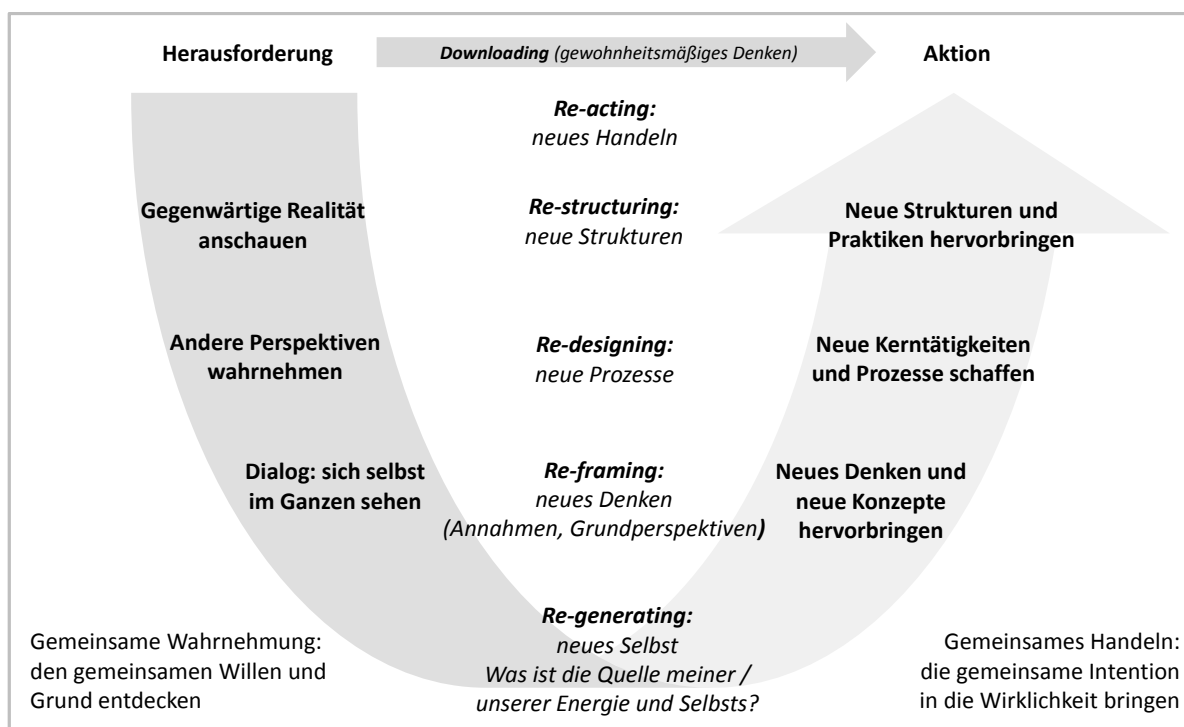 Herausforderung
Downloading (gewohnheitsmäßiges Denken)
Aktion
Re-acting:
neues Handeln
Gegenwärtige Realität
anschauen
Re-structuring:
neue Strukturen
Neue Strukturen und
Praktiken hervorbringen
Andere Perspektiven
wahrnehmen
Re-designing:
neue Prozesse
Neue Kerntätigkeiten
und Prozesse schaffen
Dialog: sich selbst
im Ganzen sehen
Re-framing:
neues Denken
(Annahmen, Grundperspektiven)
Neues Denken und
neue Konzepte
hervorbringen
Re-generating:
neues Selbst
Was ist die Quelle meiner /
unserer Energie und Selbsts?
Gemeinsame Wahrnehmung:
den gemeinsamen Willen und
Grund entdecken
Gemeinsames Handeln:
die gemeinsame Intention
in die Wirklichkeit bringen